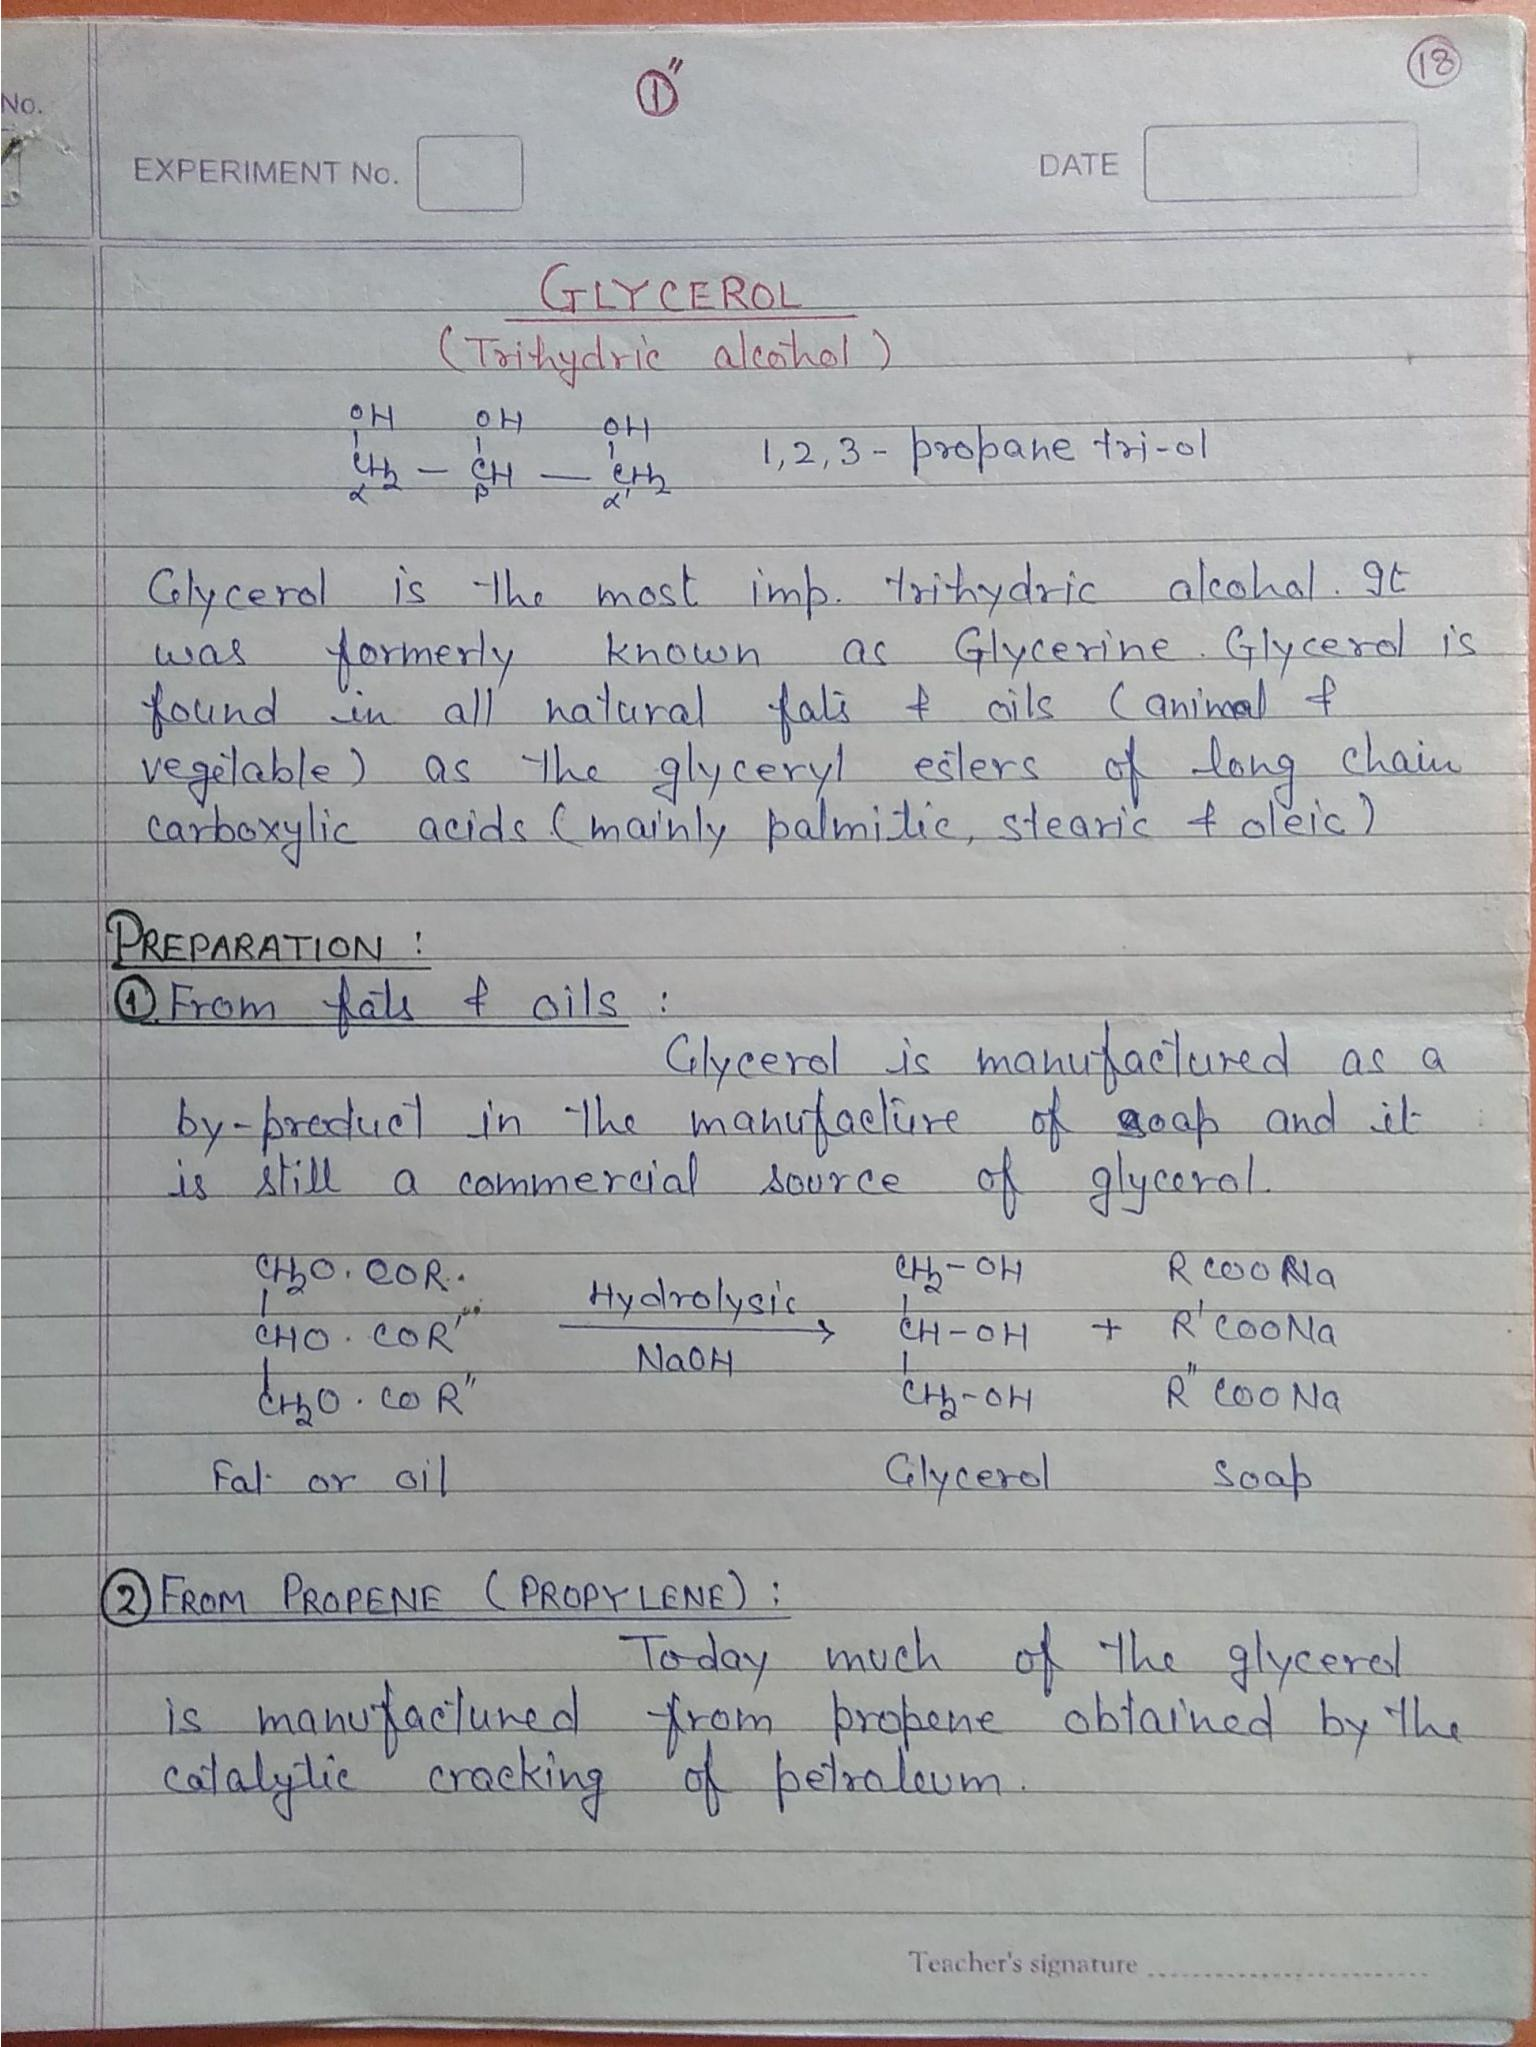 No.
①"
18
EXPERIMENT No.
DATE
GLYCEROL
(Trihydric alcohol)
OH OH OH
CH2 - CH - CH2 1,2,3 - propane tri-ol
α β α'
Glycerol is the most imp. trihydric alcohol. It
was formerly known as Glycerine. Glycerol is
found in all natural fats & oils (animal &
vegetable) as the glyceryl esters of long chain
carboxylic acids (mainly palmitic, stearic & oleic)
PREPARATION :
① From fats & oils :
Glycerol is manufactured as a
by-product in the manufacture of soap and it
is still a commercial source of glycerol.
CH2O.COR. Hydrolysis CH2-OH RCOONa
CHO.COR' → CH-OH + R'COONa
NaOH
CH2O.COR" CH2-OH R"COONa
Fat or oil Glycerol soap
② FROM PROPENE (PROPYLENE) :
Today much of the glycerol
is manufactured from propene obtained by the
catalytic cracking of petroleum.
Teacher's signature ..............................